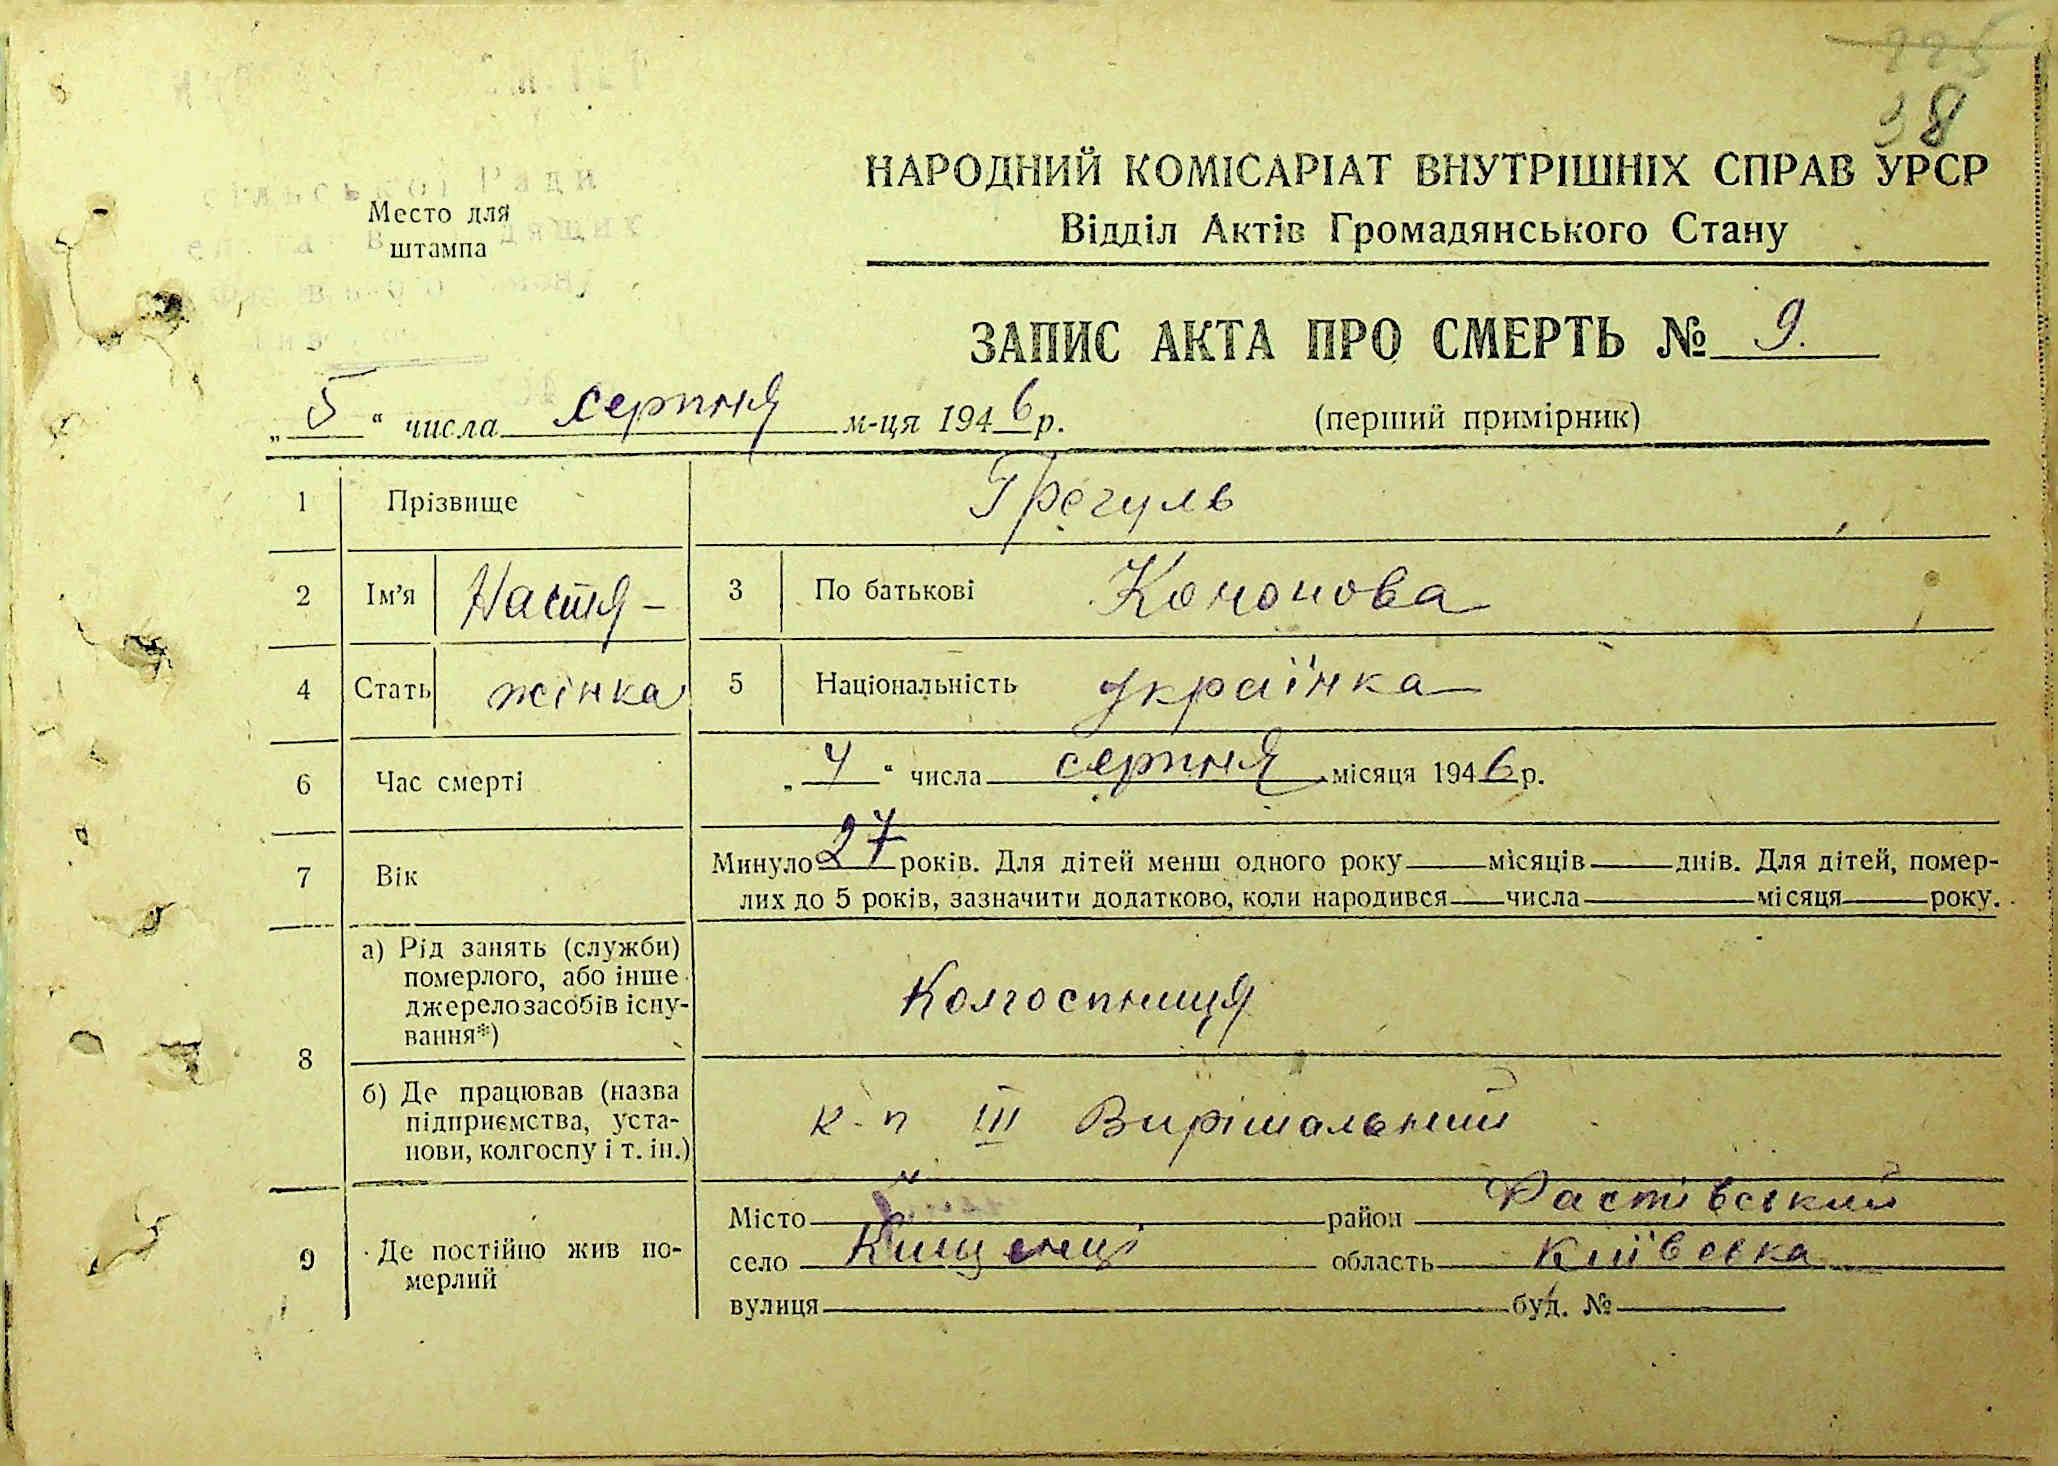 38
НАРОДНИЙ КОМІСАРІАТ ВНУТРІШНІХ СПРАВ УРСР
Відділ Актів Громадянського Стану
Место для
штампа
ЗАПИС АКТА ПРО СМЕРТЬ № 9.
„5“ числа серпня м-ця 1946 р.
(перший примірник)
1 Прізвище Грегуль
2 Ім'я Настя 3 По батькові Кононова
4 Стать жінка 5 Національність українка
6 Час смерті „4“ числа серпня місяця 1946 р.
7 Вік Минуло 27 років. Для дітей менш одного року місяців днів. Для дітей, помер-
лих до 5 років, зазначити додатково, коли народився числа місяця року.
8 а) Рід занять (служби)
померлого, або інше
джерело засобів існу-
вання*)
Колгоспниця
б) Де працював (назва
підприємства, уста-
нови, колгоспу і т. ін.)
к-п III Вирішальний
9 Де постійно жив по-
мерлий
Місто район Фастівський
село область Київська
вулиця буд. №